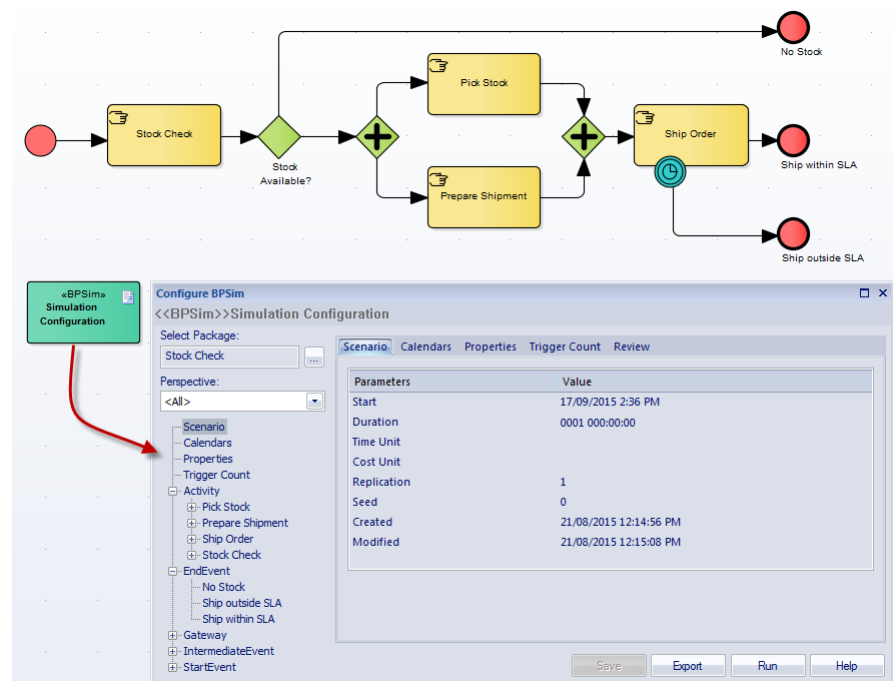 No Stock
Pick Stock
Stock Check
Stock
Available?
Ship Order
Ship within SLA
Prepare Shipment
Ship outside SLA
«BPSim»
Simulation
Configuration
Configure BPSim
<<BPSim>>Simulation Configuration
Select Package:
Stock Check
...
Perspective:
<All>
Scenario
Calendars
Properties
Trigger Count
Activity
Pick Stock
Prepare Shipment
Ship Order
Stock Check
EndEvent
No Stock
Ship outside SLA
Ship within SLA
Gateway
IntermediateEvent
StartEvent
Scenario Calendars Properties Trigger Count Review
Parameters Value
Start 17/09/2015 2:36 PM
Duration 0001 000:00:00
Time Unit
Cost Unit
Replication 1
Seed 0
Created 21/08/2015 12:14:56 PM
Modified 21/08/2015 12:15:08 PM
Save Export Run Help